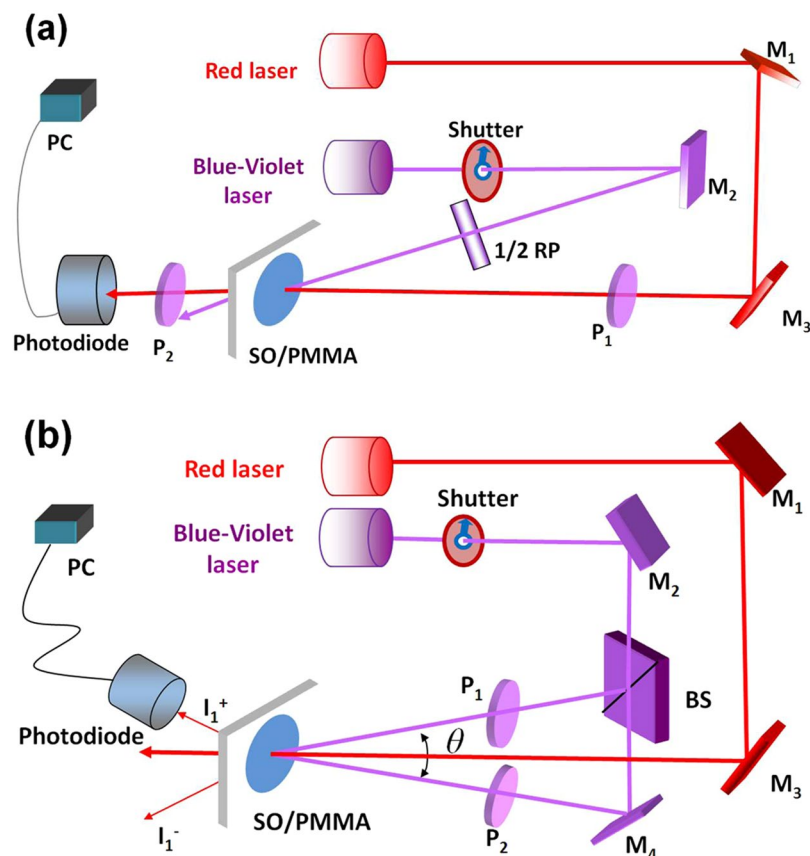 (a)
Red laser
M1
PC
Shutter
Blue-Violet
laser
M2
1/2 RP
Photodiode
P2
SO/PMMA
P1
M3
(b)
Red laser
M1
Shutter
Blue-Violet
laser
PC
M2
P1
BS
I1+
Photodiode
θ
M3
SO/PMMA
P2
I1-
M4